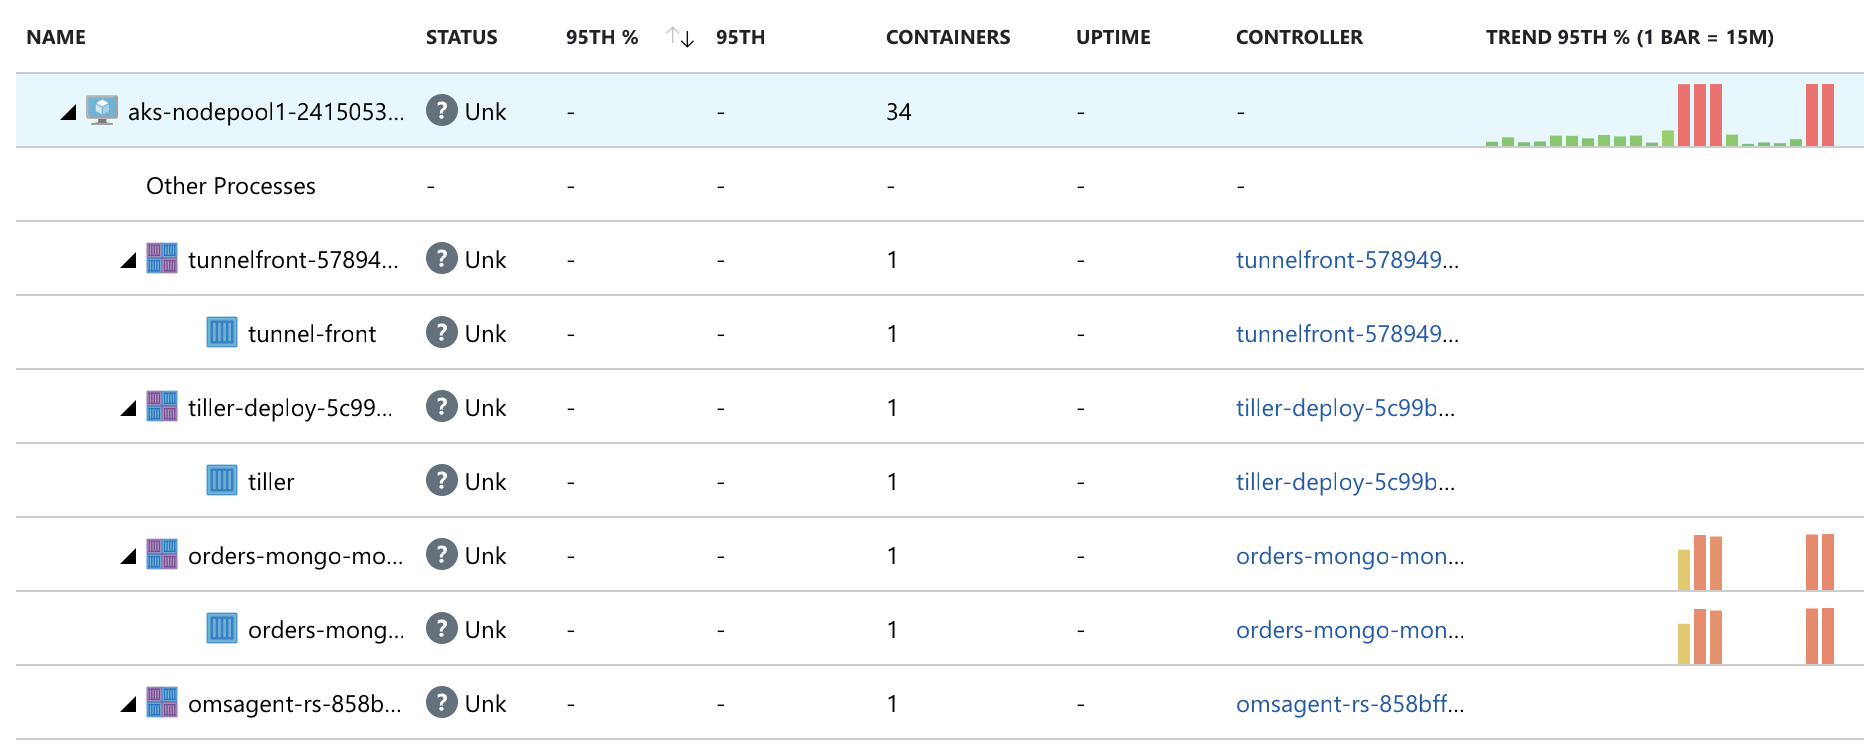 NAME STATUS 95TH % ↑↓ 95TH CONTAINERS UPTIME CONTROLLER TREND 95TH % (1 BAR = 15M)
aks-nodepool1-2415053... ? Unk - - 34 - -
Other Processes - - - - - -
tunnelfront-57894... ? Unk - - 1 - tunnelfront-578949...
tunnel-front ? Unk - - 1 - tunnelfront-578949...
tiller-deploy-5c99... ? Unk - - 1 - tiller-deploy-5c99b...
tiller ? Unk - - 1 - tiller-deploy-5c99b...
orders-mongo-mo... ? Unk - - 1 - orders-mongo-mon...
orders-mong... ? Unk - - 1 - orders-mongo-mon...
omsagent-rs-858b... ? Unk - - 1 - omsagent-rs-858bff...